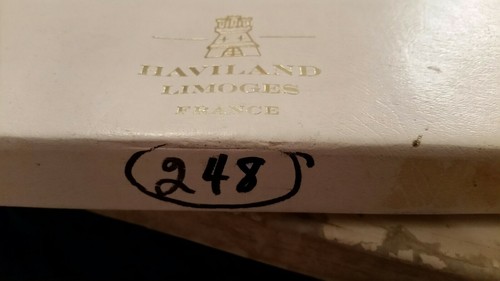 HAVILAND
LIMOGES
FRANCE
248